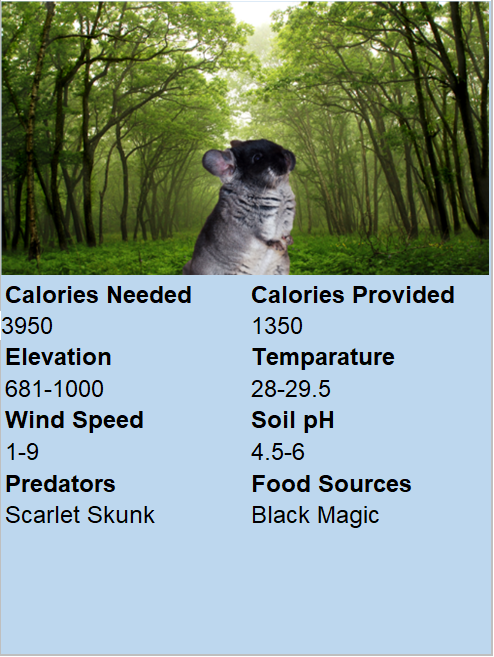 Calories Needed Calories Provided
3950 1350
Elevation Temparature
681-1000 28-29.5
Wind Speed Soil pH
1-9 4.5-6
Predators Food Sources
Scarlet Skunk Black Magic